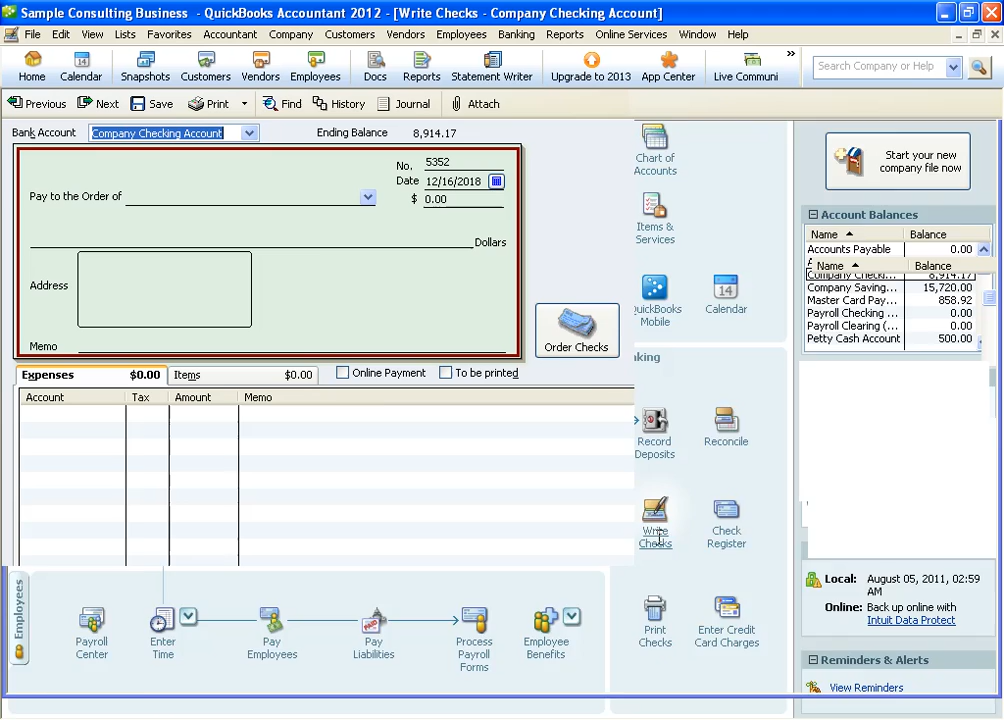 Sample Consulting Business - QuickBooks Accountant 2012 - [Write Checks - Company Checking Account]
File Edit View Lists Favorites Accountant Company Customers Vendors Employees Banking Reports Online Services Window Help
Home Calendar Snapshots Customers Vendors Employees Docs Reports Statement Writer Upgrade to 2013 App Center Live Communi » Search Company or Help
Previous Next Save Print Find History Journal Attach
Bank Account Company Checking Account Ending Balance 8,914.17
No. 5352
Date 12/16/2018
Pay to the Order of $ 0.00
Dollars
Address
Memo
Order Checks
Expenses $0.00 Items $0.00 Online Payment To be printed
Account Tax Amount Memo
Chart of
Accounts
Items &
Services
QuickBooks
Mobile
Calendar
nking
Record
Deposits
Reconcile
Write
Checks
Check
Register
Print
Checks
Enter Credit
Card Charges
Employees
Payroll
Center
Enter
Time
Pay
Employees
Pay
Liabilities
Process
Payroll
Forms
Employee
Benefits
Start your new
company file now
Account Balances
Name Balance
Accounts Payable 0.00
Name Balance
Company Checki... 8,914.17
Company Saving... 15,720.00
Master Card Pay... 858.92
Payroll Checking ... 0.00
Payroll Clearing (... 0.00
Petty Cash Account 500.00
Local: August 05, 2011, 02:59
AM
Online: Back up online with
Intuit Data Protect
Reminders & Alerts
View Reminders